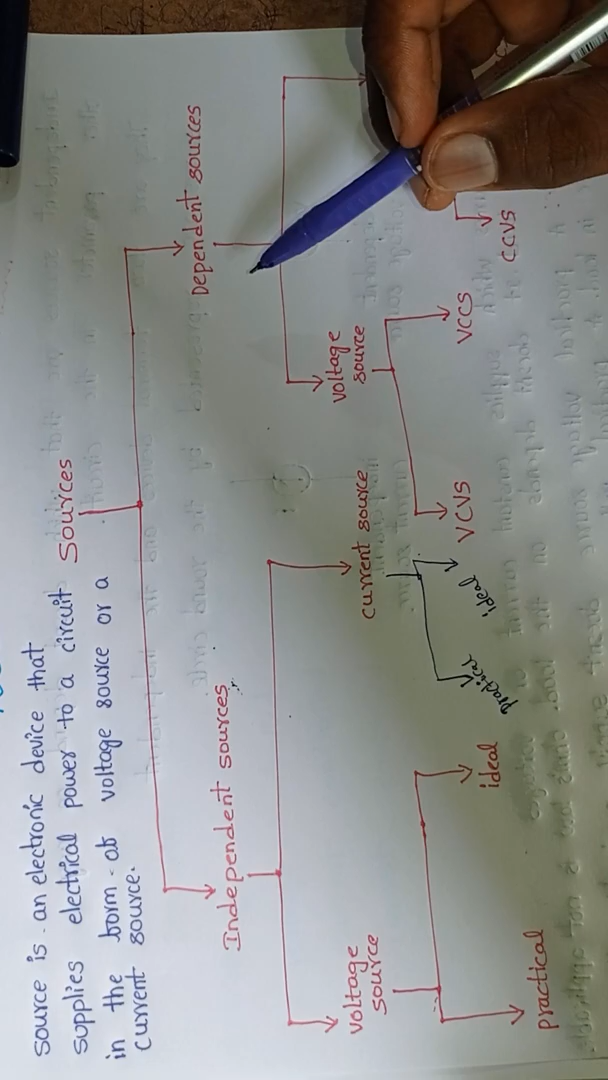 source is an electronic device that
supplies electrical power to a circuit
in the form of voltage source or a
current source.
Sources
Independent sources
Dependent sources
voltage
source
current source
voltage
source
practical
ideal
practical
ideal
VCVS
VCCS
CCVS